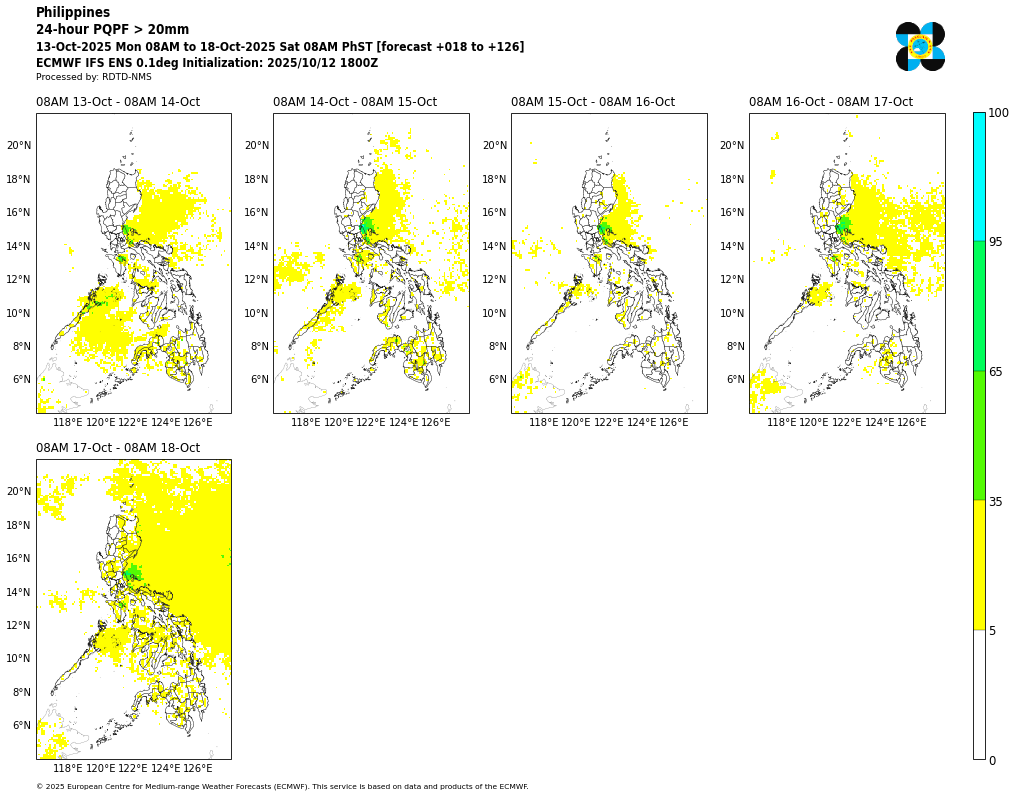 Philippines
24-hour PQPF > 20mm
13-Oct-2025 Mon 08AM to 18-Oct-2025 Sat 08AM PhST [forecast +018 to +126]
ECMWF IFS ENS 0.1deg Initialization: 2025/10/12 1800Z
Processed by: RDTD-NMS
08AM 13-Oct - 08AM 14-Oct
08AM 14-Oct - 08AM 15-Oct
08AM 15-Oct - 08AM 16-Oct
08AM 16-Oct - 08AM 17-Oct
20°N 20°N 20°N 20°N
18°N 18°N 18°N 18°N
16°N 16°N 16°N 16°N
14°N 14°N 14°N 14°N
12°N 12°N 12°N 12°N
10°N 10°N 10°N 10°N
8°N 8°N 8°N 8°N
6°N 6°N 6°N 6°N
118°E 120°E 122°E 124°E 126°E
118°E 120°E 122°E 124°E 126°E
118°E 120°E 122°E 124°E 126°E
118°E 120°E 122°E 124°E 126°E
100
95
65
35
5
0
08AM 17-Oct - 08AM 18-Oct
20°N
18°N
16°N
14°N
12°N
10°N
8°N
6°N
118°E 120°E 122°E 124°E 126°E
© 2025 European Centre for Medium-range Weather Forecasts (ECMWF). This service is based on data and products of the ECMWF.